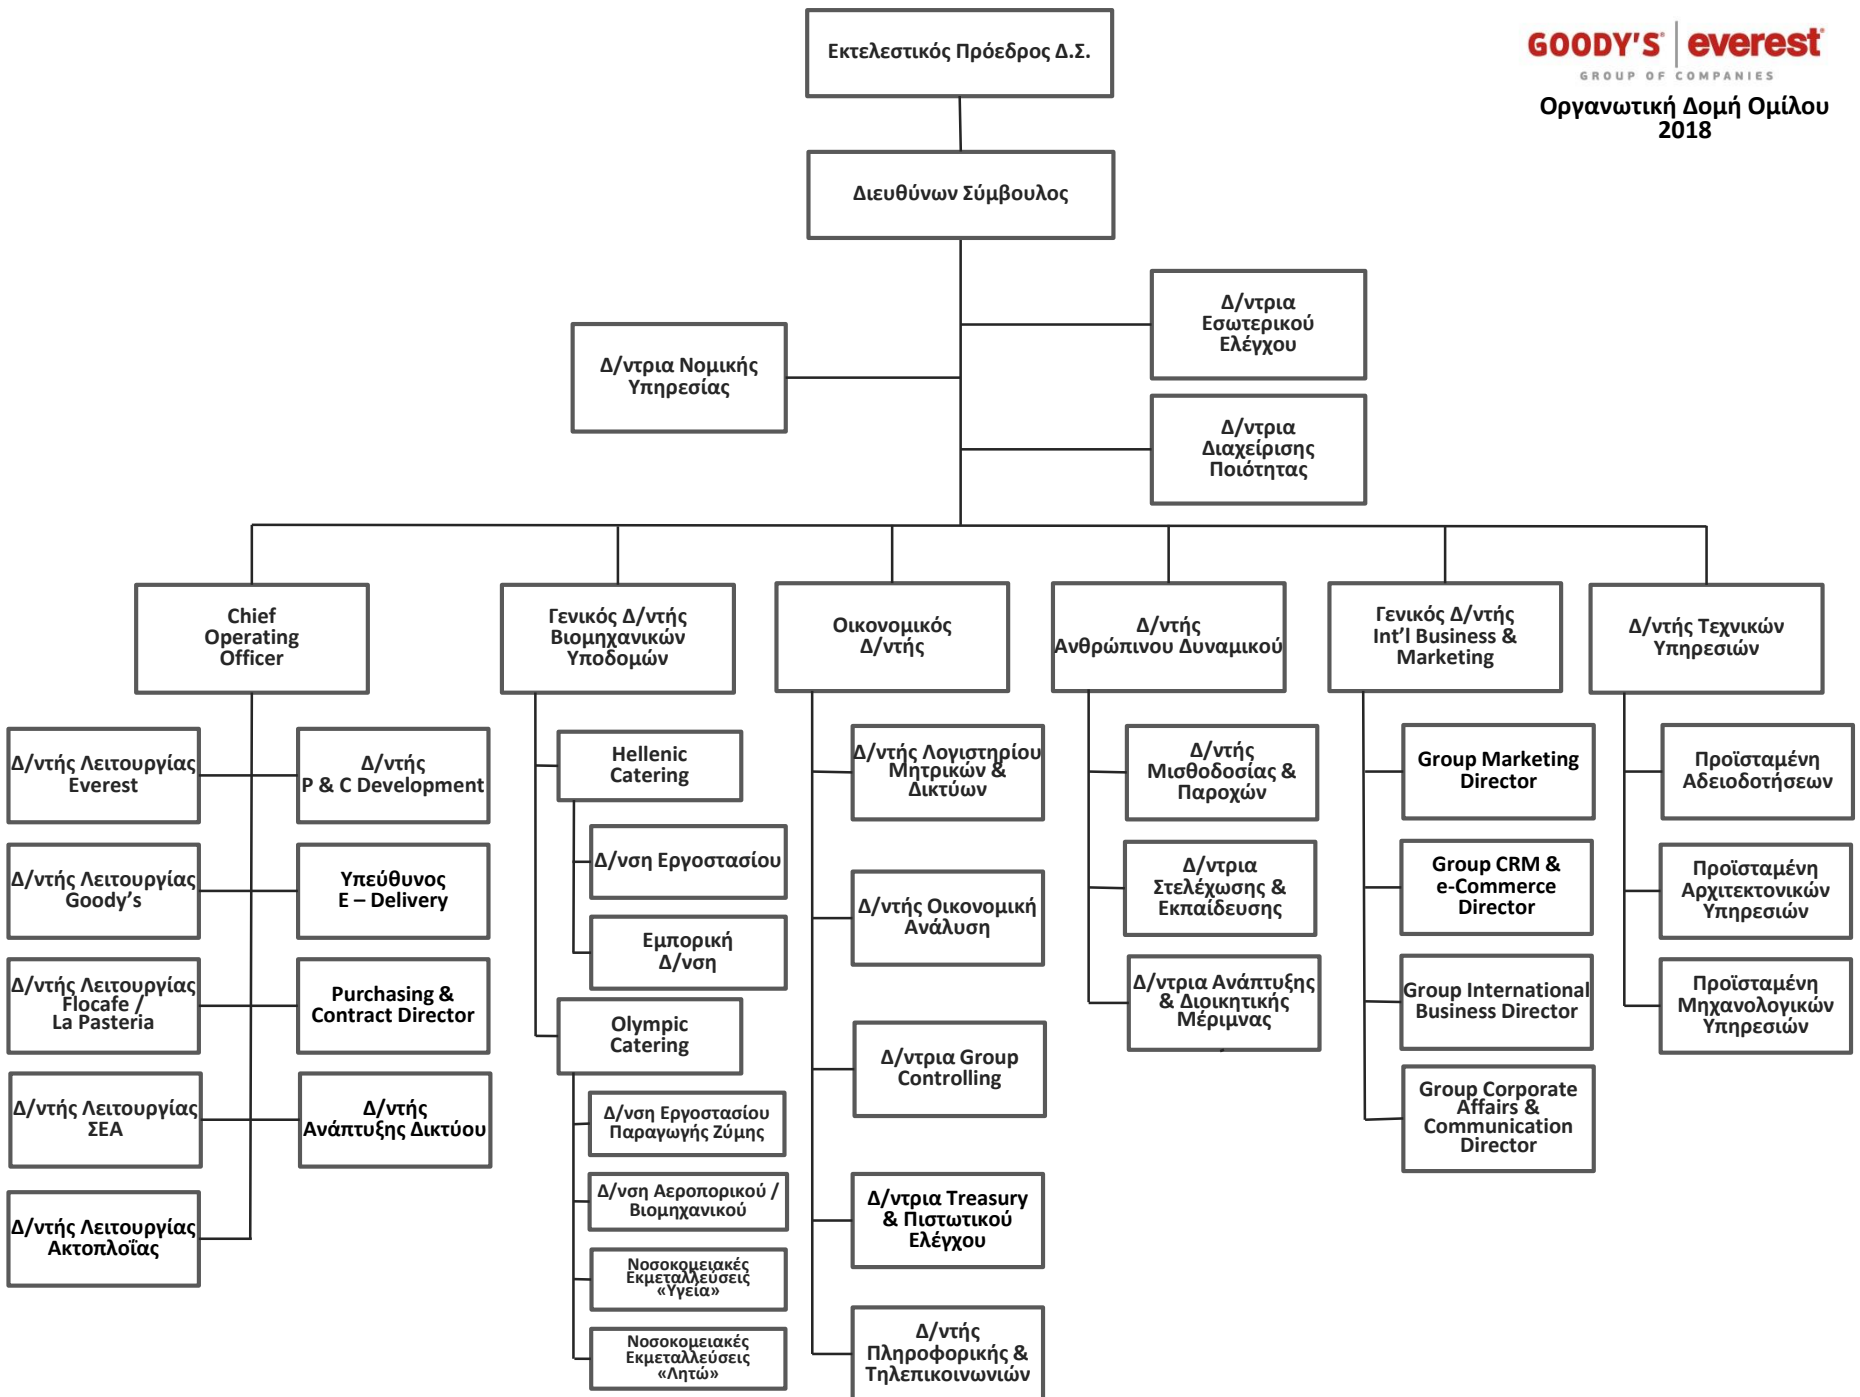 Εκτελεστικός Πρόεδρος Δ.Σ.
GOODY'S | everest
GROUP OF COMPANIES
Οργανωτική Δομή Ομίλου
2018
Διευθύνων Σύμβουλος
Δ/ντρια
Εσωτερικού
Ελέγχου
Δ/ντρια Νομικής
Υπηρεσίας
Δ/ντρια
Διαχείρισης
Ποιότητας
Chief
Operating
Officer
Γενικός Δ/ντής
Βιομηχανικών
Υποδομών
Οικονομικός
Δ/ντής
Δ/ντής
Ανθρώπινου Δυναμικού
Γενικός Δ/ντής
Int'l Business &
Marketing
Δ/ντής Τεχνικών
Υπηρεσιών
Δ/ντής Λειτουργίας
Everest
Δ/ντής
P & C Development
Δ/ντής Λειτουργίας
Goody's
Υπεύθυνος
E – Delivery
Δ/ντής Λειτουργίας
Flocafe /
La Pasteria
Purchasing &
Contract Director
Δ/ντής Λειτουργίας
ΣΕΑ
Δ/ντής
Ανάπτυξης Δικτύου
Δ/ντής Λειτουργίας
Ακτοπλοΐας
Hellenic
Catering
Δ/νση Εργοστασίου
Εμπορική
Δ/νση
Olympic
Catering
Δ/νση Εργοστασίου
Παραγωγής Ζύμης
Δ/νση Αεροπορικού /
Βιομηχανικού
Νοσοκομειακές
Εκμεταλλεύσεις
«Υγεία»
Νοσοκομειακές
Εκμεταλλεύσεις
«Λητώ»
Δ/ντής Λογιστηρίου
Μητρικών &
Δικτύων
Δ/ντής Οικονομική
Ανάλυση
Δ/ντρια Group
Controlling
Δ/ντρια Treasury
& Πιστωτικού
Ελέγχου
Δ/ντής
Πληροφορικής &
Τηλεπικοινωνιών
Δ/ντής
Μισθοδοσίας &
Παροχών
Δ/ντρια
Στελέχωσης &
Εκπαίδευσης
Δ/ντρια Ανάπτυξης
& Διοικητικής
Μέριμνας
Group Marketing
Director
Group CRM &
e-Commerce
Director
Group International
Business Director
Group Corporate
Affairs &
Communication
Director
Προϊσταμένη
Αδειοδοτήσεων
Προϊσταμένη
Αρχιτεκτονικών
Υπηρεσιών
Προϊσταμένη
Μηχανολογικών
Υπηρεσιών